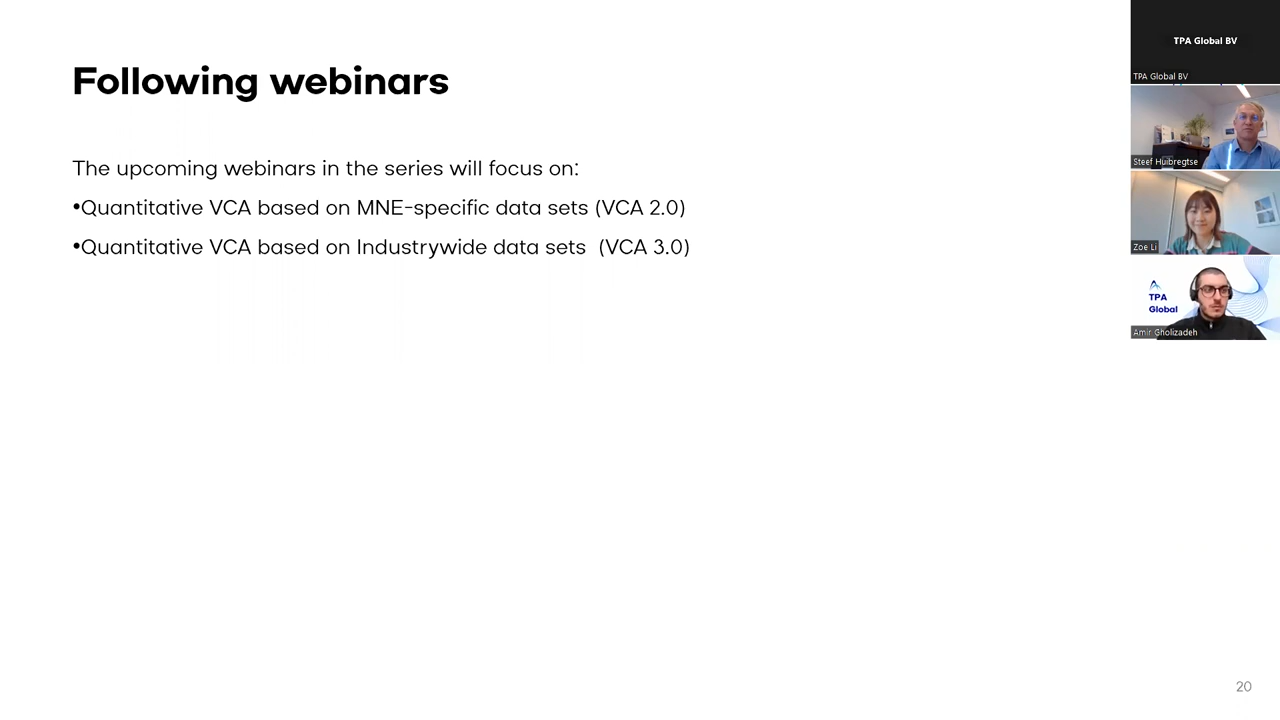 Following webinars
The upcoming webinars in the series will focus on:
•Quantitative VCA based on MNE-specific data sets (VCA 2.0)
•Quantitative VCA based on Industrywide data sets (VCA 3.0)
20
TPA Global BV
TPA Global BV
Steef Huibregtse
Zoe Li
TPA
Global
Amir Gholizadeh